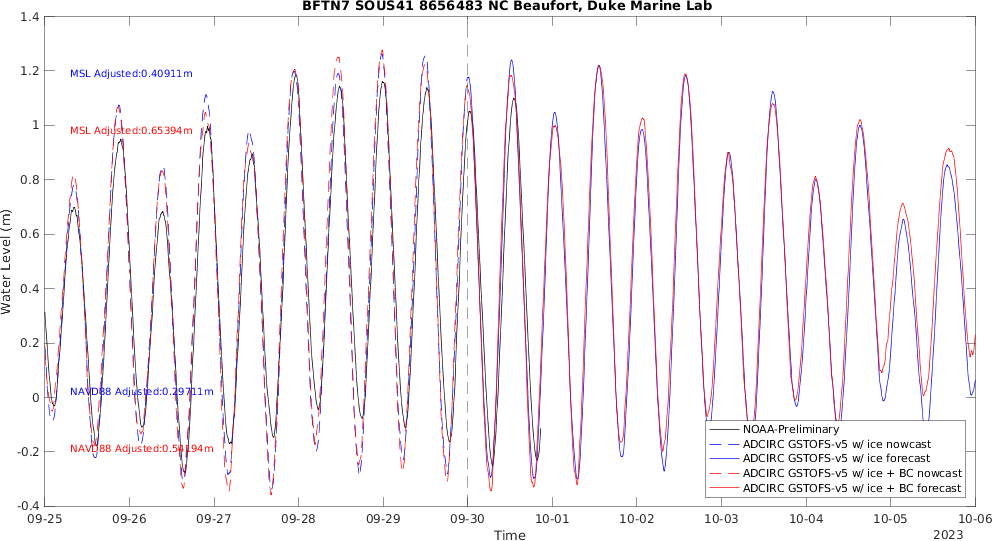 BFTN7 SOUS41 8656483 NC Beaufort, Duke Marine Lab
1.4
1.2
1
0.8
0.6
0.4
0.2
0
-0.2
-0.4
Water Level (m)
MSL Adjusted:0.40911m
MSL Adjusted:0.65394m
NAVD88 Adjusted:0.29711m
NAVD88 Adjusted:0.54194m
NOAA-Preliminary
ADCIRC GSTOFS-v5 w/ ice nowcast
ADCIRC GSTOFS-v5 w/ ice forecast
ADCIRC GSTOFS-v5 w/ ice + BC nowcast
ADCIRC GSTOFS-v5 w/ ice + BC forecast
09-25 09-26 09-27 09-28 09-29 09-30 10-01 10-02 10-03 10-04 10-05 10-06
Time
2023